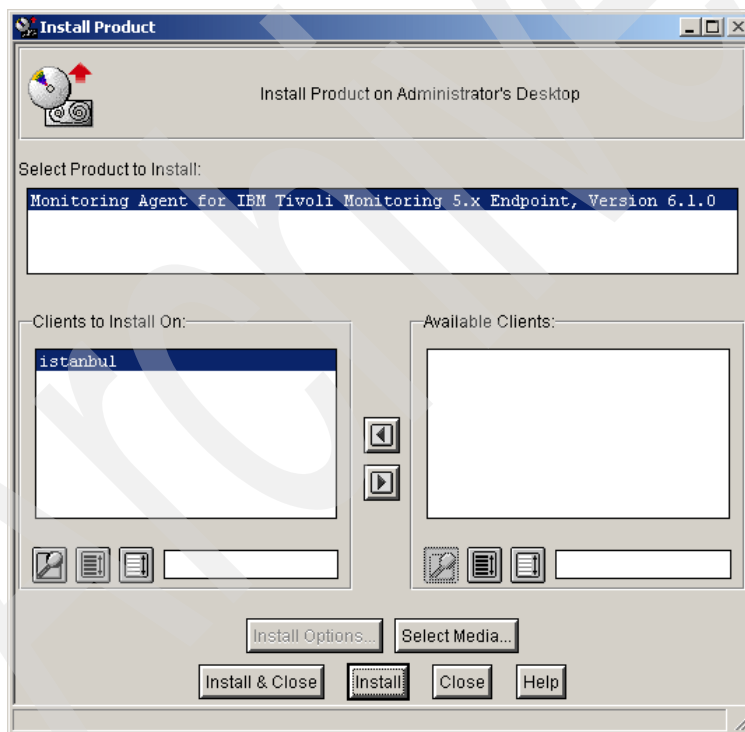 Install Product
Install Product on Administrator's Desktop
Select Product to Install:
Monitoring Agent for IBM Tivoli Monitoring 5.x Endpoint, Version 6.1.0
Clients to Install On:
Available Clients:
istanbul
Install Options...
Select Media...
Install & Close
Install
Close
Help